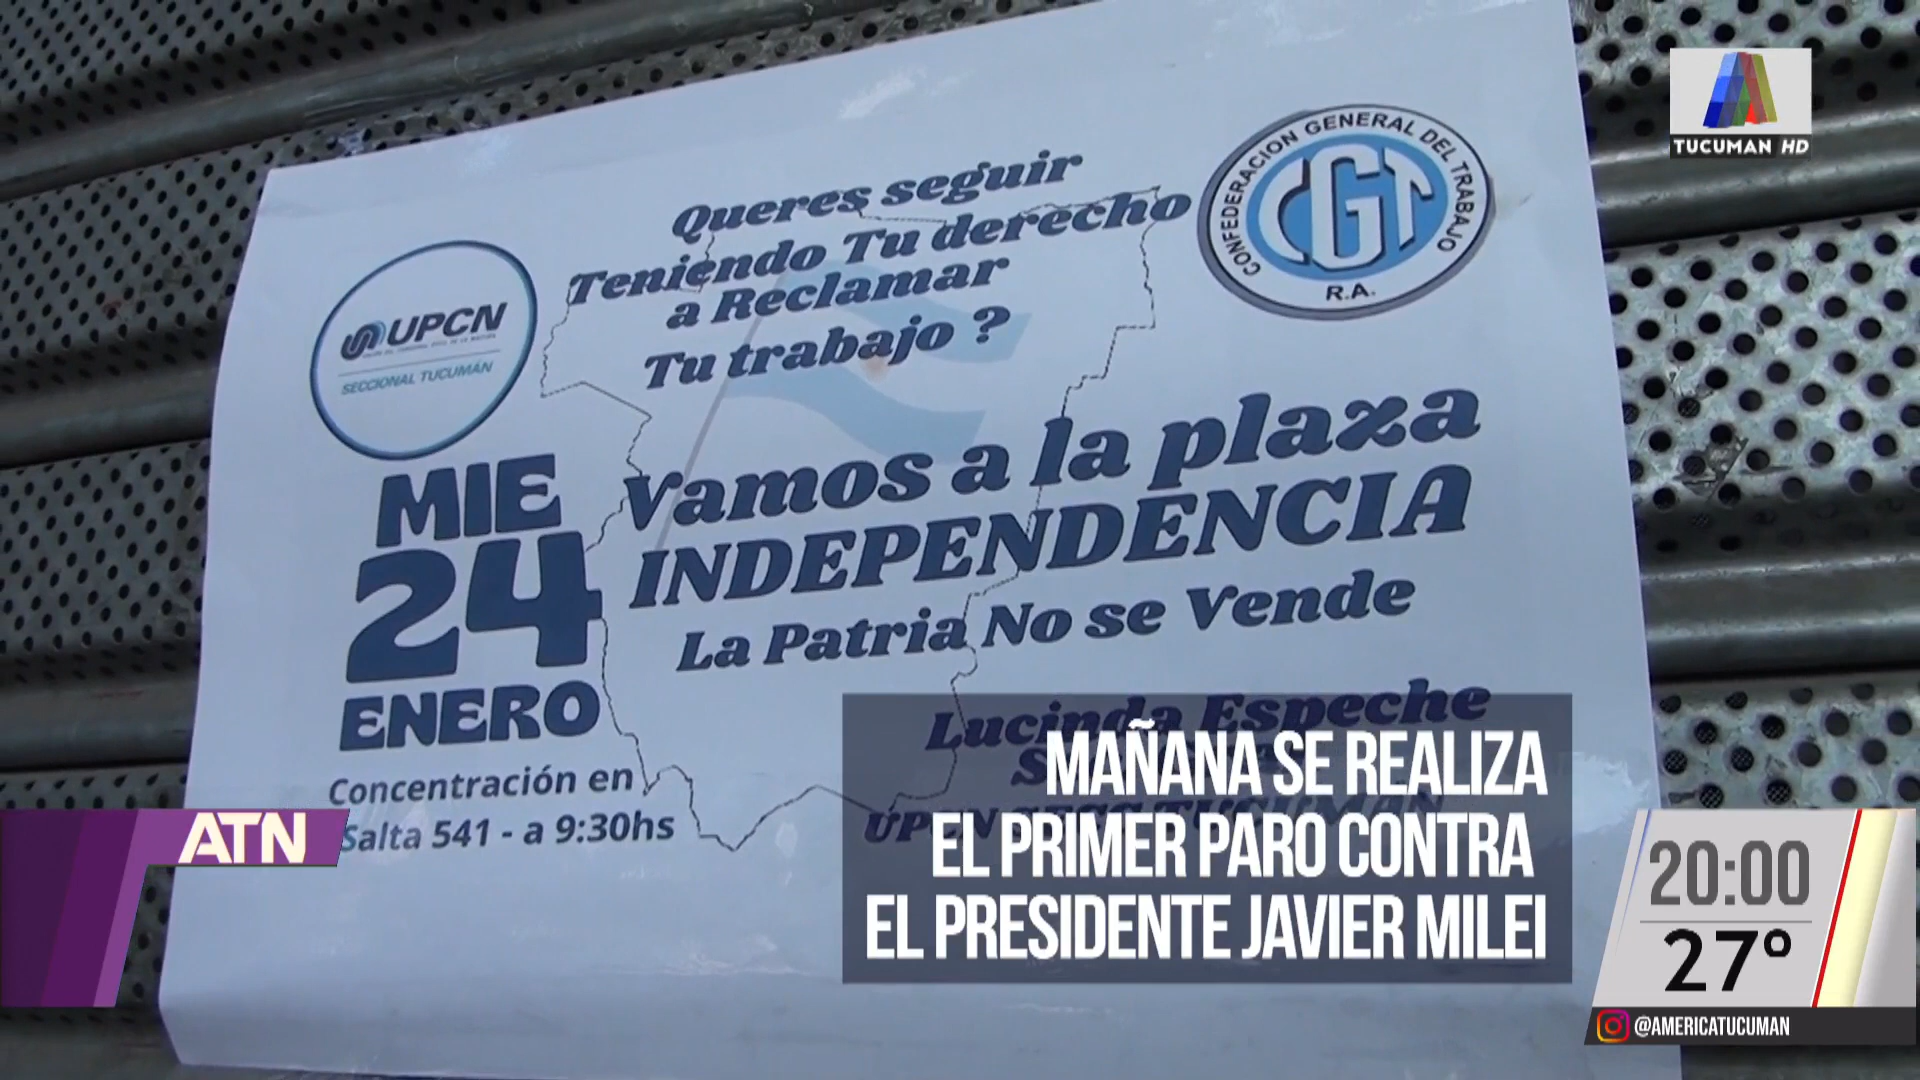 TUCUMAN HD
Queres seguir
Teniendo Tu derecho
a Reclamar
Tu trabajo ?
CONFEDERACION GENERAL DEL TRABAJO
CGT
R.A.
UPCN
SECCIONAL TUCUMÁN
MIE
24
ENERO
Vamos a la plaza
INDEPENDENCIA
La Patria No se Vende
Lucinda Espeche
Concentración en
Salta 541 - a 9:30hs
ATN
MAÑANA SE REALIZA
EL PRIMER PARO CONTRA
EL PRESIDENTE JAVIER MILEI
20:00
27°
@AMERICATUCUMAN